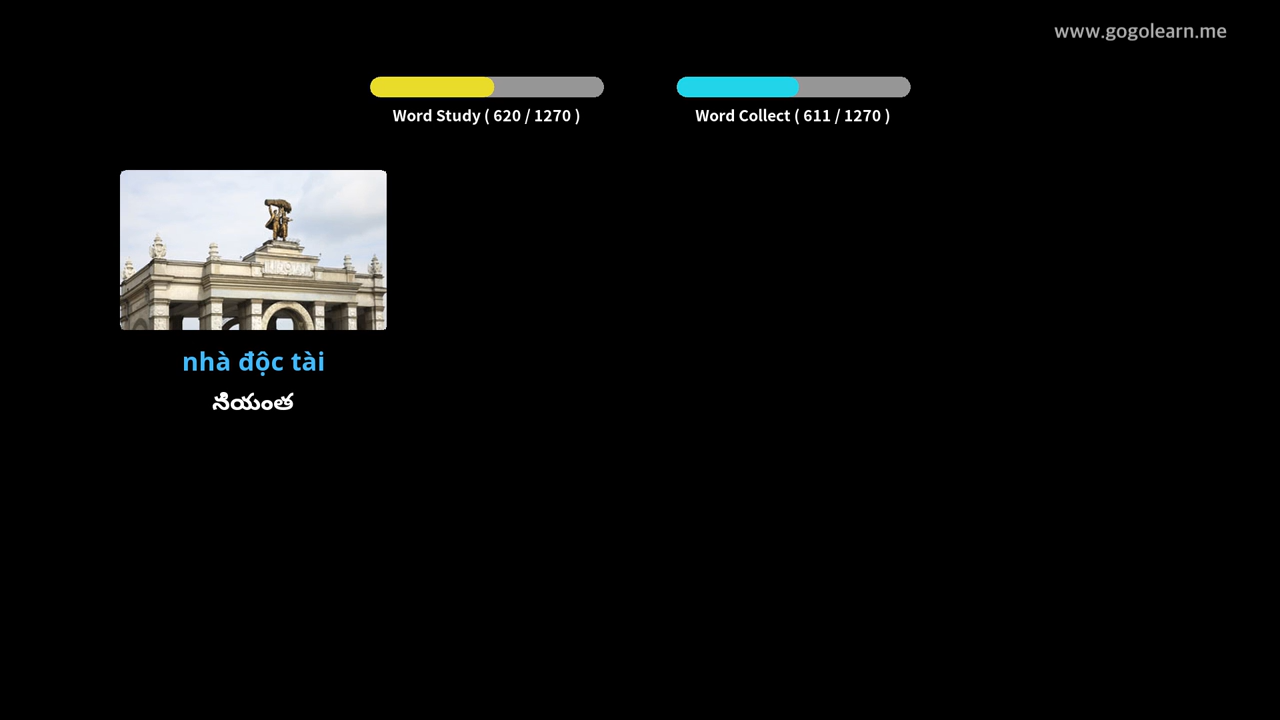 www.gogolearn.me
Word Study ( 620 / 1270 )
Word Collect ( 611 / 1270 )
nhà độc tài
నియంత